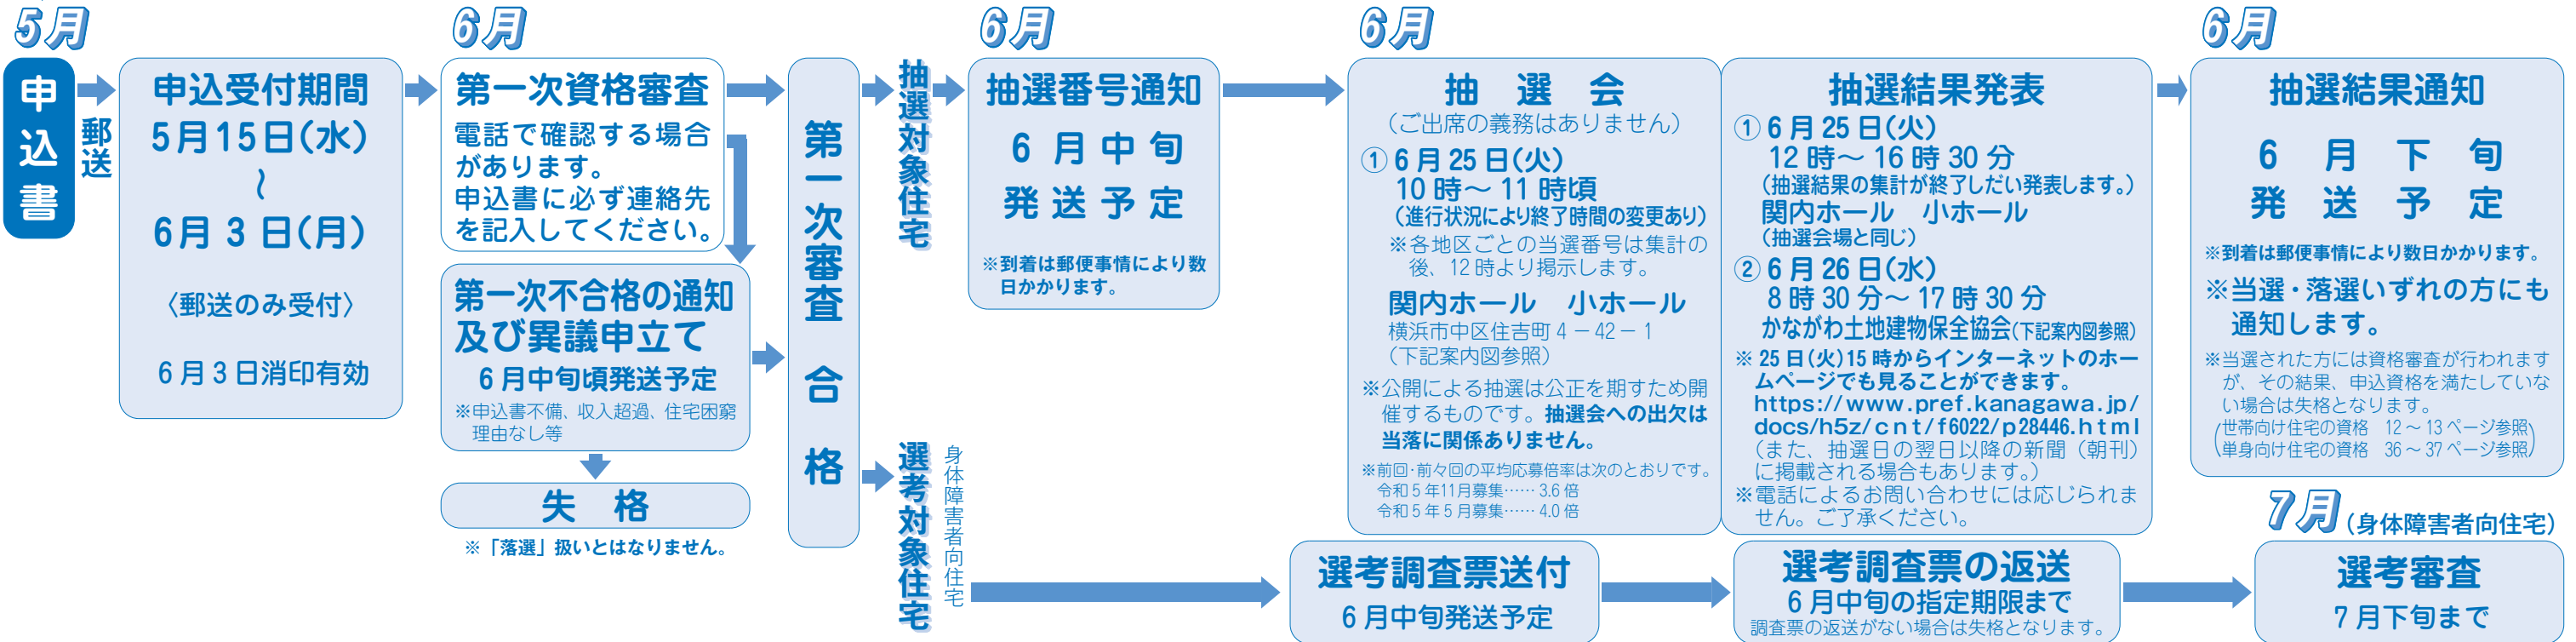 5月
申込書
郵送
申込受付期間
5月15日(水)
～
6月3日(月)
〈郵送のみ受付〉
6月3日消印有効
6月
第一次資格審査
電話で確認する場合
があります。
申込書に必ず連絡先
を記入してください。
第一次不合格の通知
及び異議申立て
6月中旬頃発送予定
※申込書不備、収入超過、住宅困窮
理由なし等
失　格
※「落選」扱いとはなりません。
第一次審査　合　格
抽選対象住宅
6月
抽選番号通知
6月中旬
発送予定
※到着は郵便事情により数
日かかります。
6月
抽　選　会
（ご出席の義務はありません）
①6月25日(火)
10時～11時頃
（進行状況により終了時間の変更あり）
※各地区ごとの当選番号は集計の
後、12時より掲示します。
関内ホール　小ホール
横浜市中区住吉町4－42－1
（下記案内図参照）
※公開による抽選は公正を期すため開
催するものです。抽選会への出欠は
当落に関係ありません。
※前回･前々回の平均応募倍率は次のとおりです。
令和5年11月募集……3.6倍
令和5年5月募集……4.0倍
抽選結果発表
①6月25日(火)
12時～16時30分
（抽選結果の集計が終了しだい発表します。）
関内ホール　小ホール
（抽選会場と同じ）
②6月26日(水)
8時30分～17時30分
かながわ土地建物保全協会(下記案内図参照)
※25日(火)15時からインターネットのホー
ムページでも見ることができます。
https://www.pref.kanagawa.jp/
docs/h5z/cnt/f6022/p28446.html
（また、抽選日の翌日以降の新聞（朝刊）
に掲載される場合もあります。）
※電話によるお問い合わせには応じられま
せん。ご了承ください。
6月
抽選結果通知
6月下旬
発送予定
※到着は郵便事情により数日かかります。
※当選・落選いずれの方にも
通知します。
※当選された方には資格審査が行われます
が、その結果、申込資格を満たしていな
い場合は失格となります。
（世帯向け住宅の資格　12～13ページ参照
単身向け住宅の資格　36～37ページ参照）
選考対象住宅
身体障害者向住宅
選考調査票送付
6月中旬発送予定
選考調査票の返送
6月中旬の指定期限まで
調査票の返送がない場合は失格となります。
7月（身体障害者向住宅）
選考審査
7月下旬まで